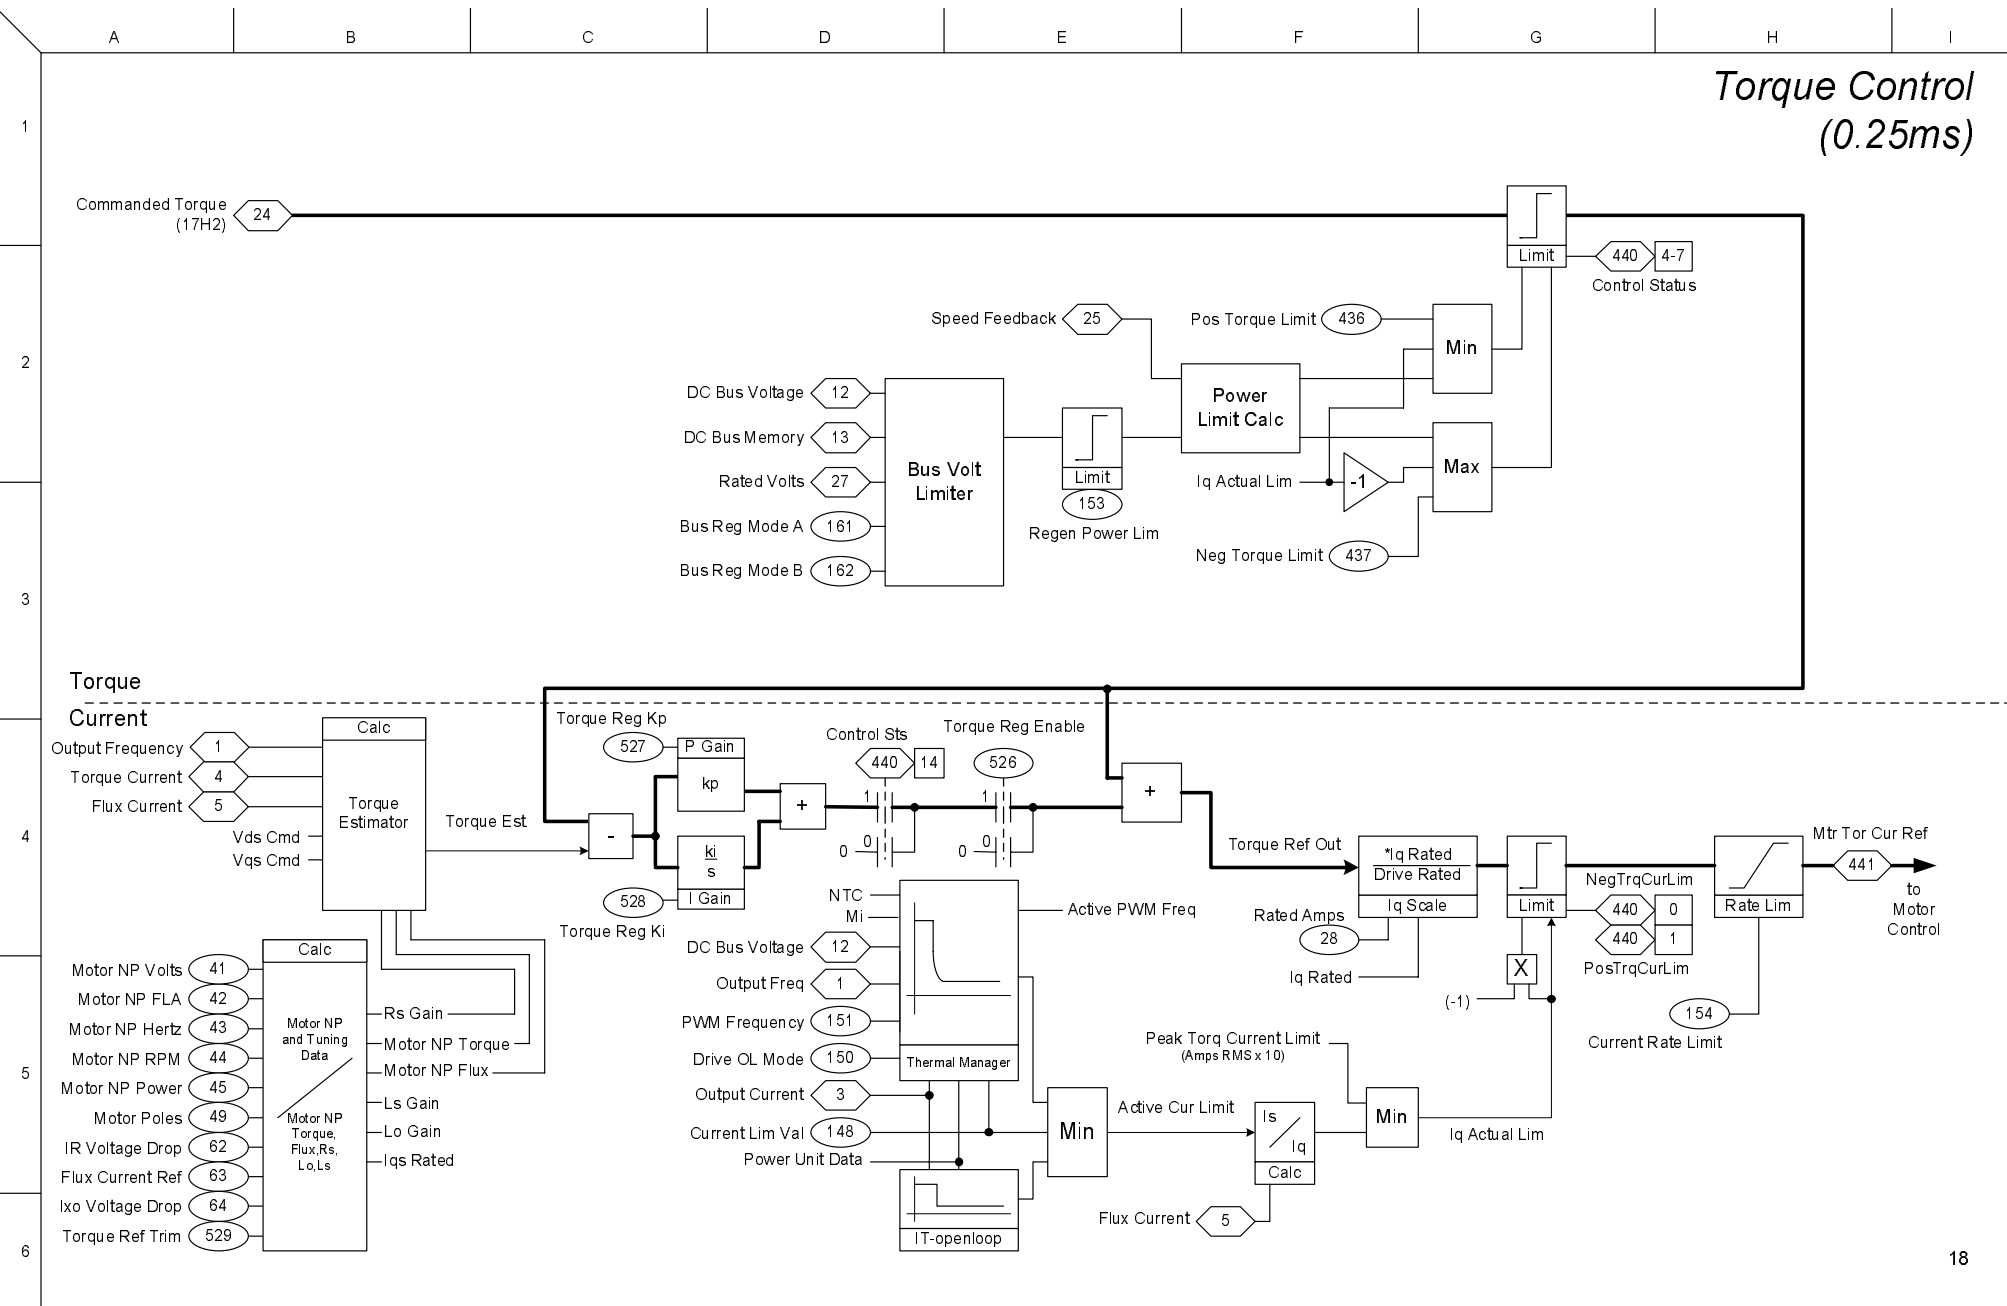 A B C D E F G H I
Torque Control
(0.25ms)
1
Commanded Torque
(17H2)
24
Limit
440 4-7
Control Status
Speed Feedback 25
Pos Torque Limit 436
Min
2
DC Bus Voltage 12
DC Bus Memory 13
Rated Volts 27
Bus Reg Mode A 161
Bus Reg Mode B 162
Bus Volt
Limiter
Limit
153
Regen Power Lim
Power
Limit Calc
Iq Actual Lim
-1
Max
Neg Torque Limit 437
3
Torque
Current
Output Frequency 1
Torque Current 4
Flux Current 5
Vds Cmd
Vqs Cmd
Calc
Torque
Estimator
Torque Est
-
Torque Reg Kp
527
P Gain
kp
ki
s
I Gain
528
Torque Reg Ki
+
Control Sts
440 14
1
0
0
Torque Reg Enable
526
1
0
0
+
4
Torque Ref Out
*Iq Rated
Drive Rated
Iq Scale
Rated Amps
28
Iq Rated
Limit
NegTrqCurLim
440 0
440 1
PosTrqCurLim
X
(-1)
Rate Lim
154
Current Rate Limit
Mtr Tor Cur Ref
441
to
Motor
Control
Calc
Motor NP Volts 41
Motor NP FLA 42
Motor NP Hertz 43
Motor NP RPM 44
Motor NP Power 45
Motor Poles 49
IR Voltage Drop 62
Flux Current Ref 63
Ixo Voltage Drop 64
Torque Ref Trim 529
Motor NP
and Tuning
Data
Motor NP
Torque,
Flux,Rs,
Lo,Ls
Rs Gain
Motor NP Torque
Motor NP Flux
Ls Gain
Lo Gain
Iqs Rated
5
NTC
Mi
DC Bus Voltage 12
Output Freq 1
PWM Frequency 151
Drive OL Mode 150
Output Current 3
Current Lim Val 148
Power Unit Data
Thermal Manager
Active PWM Freq
IT-openloop
Min
Active Cur Limit
Is
Iq
Calc
Flux Current 5
Peak Torq Current Limit
(Amps RMS x 10)
Min
Iq Actual Lim
6
18